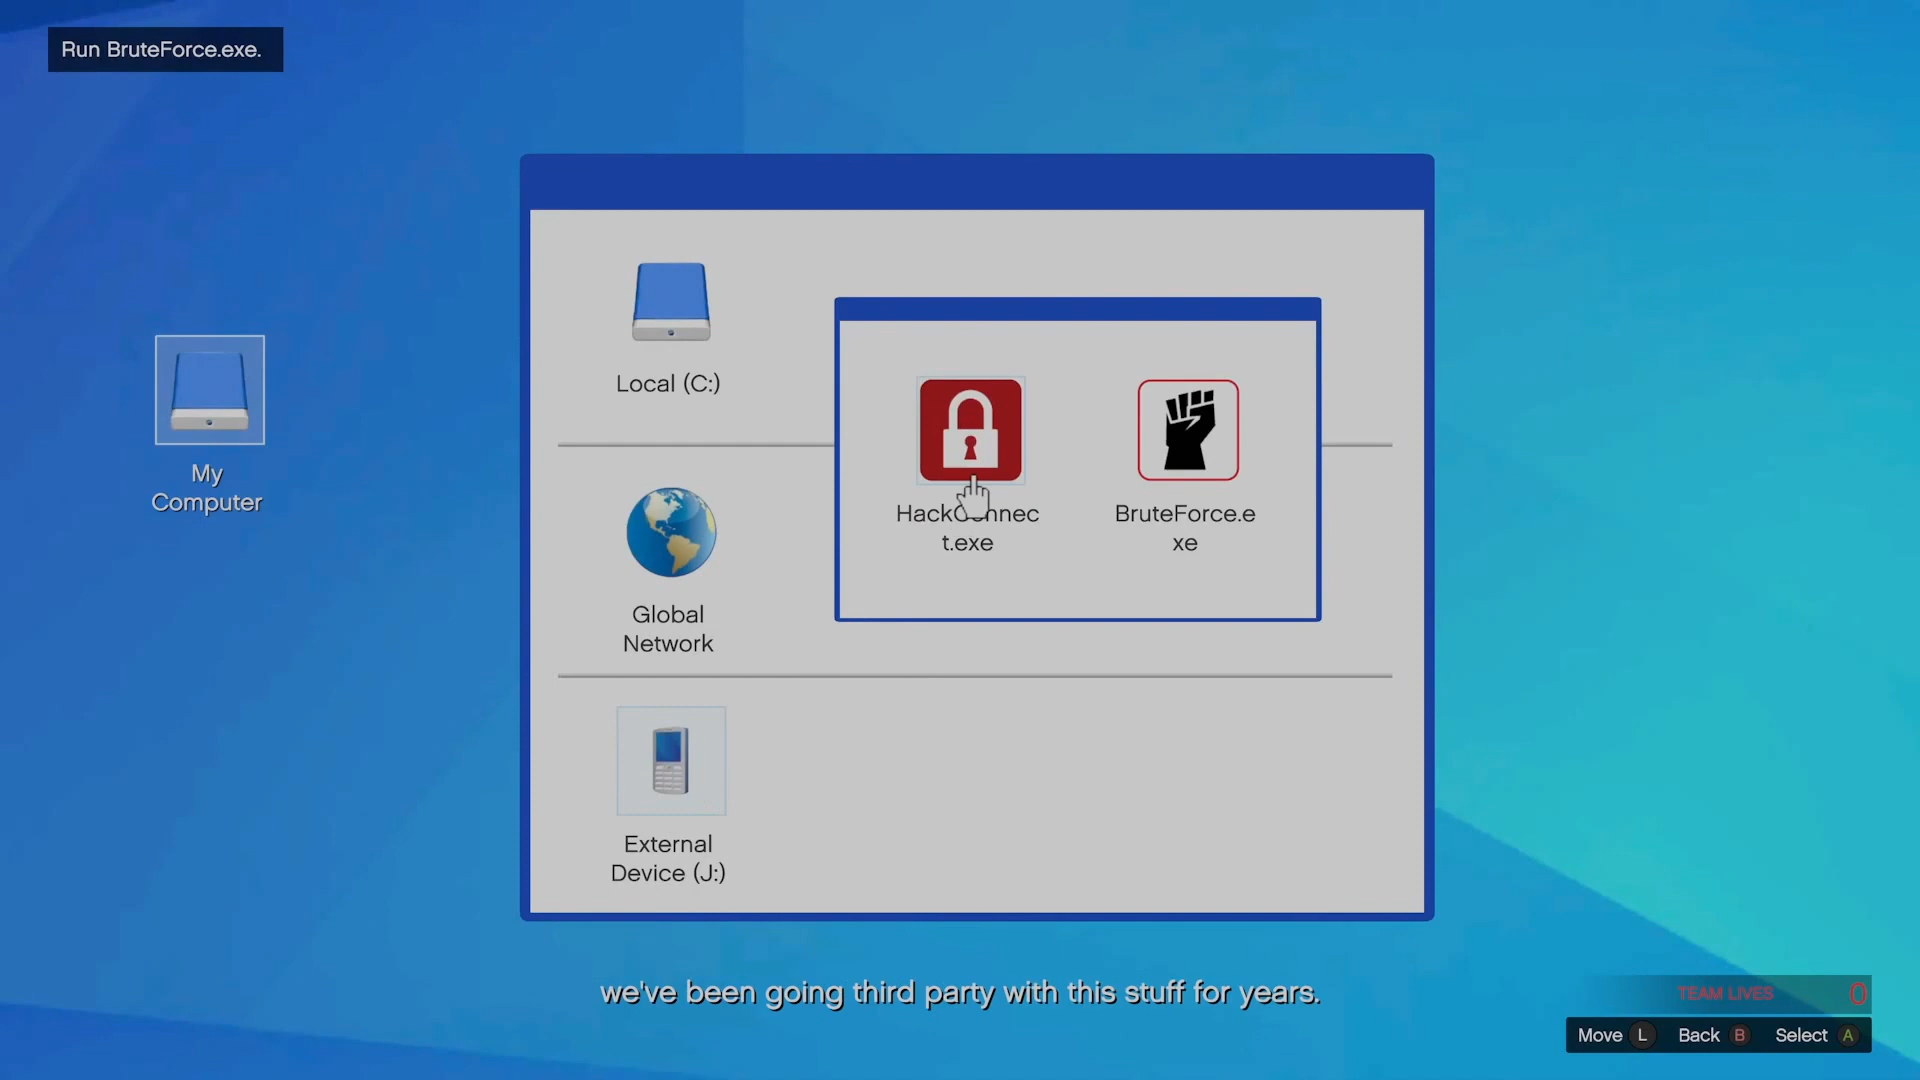 Run BruteForce.exe.
My
Computer
Local (C:)
HackConnec
t.exe
BruteForce.e
xe
Global
Network
External
Device (J:)
we've been going third party with this stuff for years.
TEAM LIVES 0
Move L Back B Select A